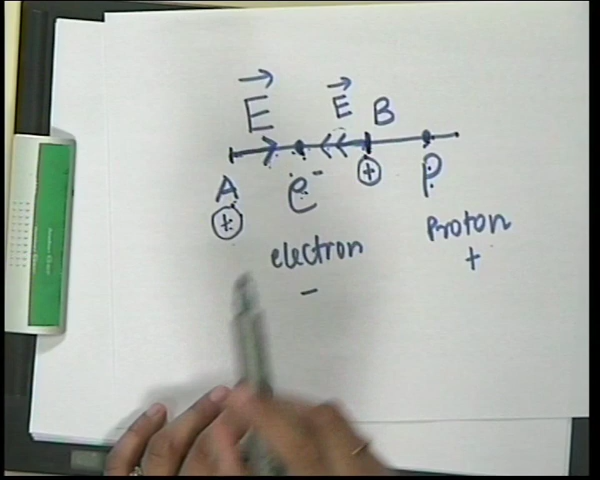 E E B
A + e⁻ + P
electron Proton
− +